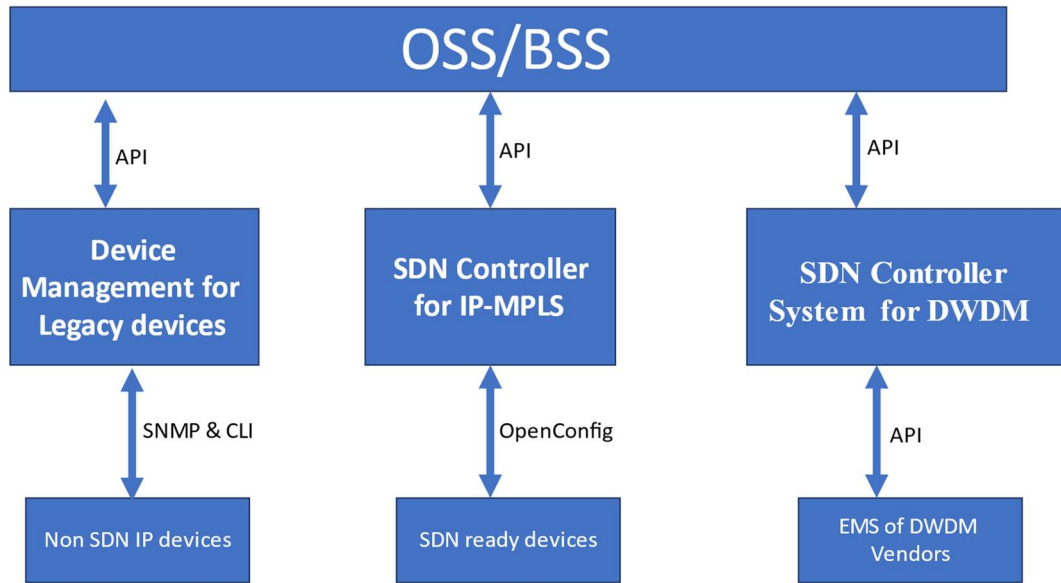 OSS/BSS
API
API
API
Device
Management for
Legacy devices
SDN Controller
for IP-MPLS
SDN Controller
System for DWDM
SNMP & CLI
OpenConfig
API
Non SDN IP devices
SDN ready devices
EMS of DWDM
Vendors